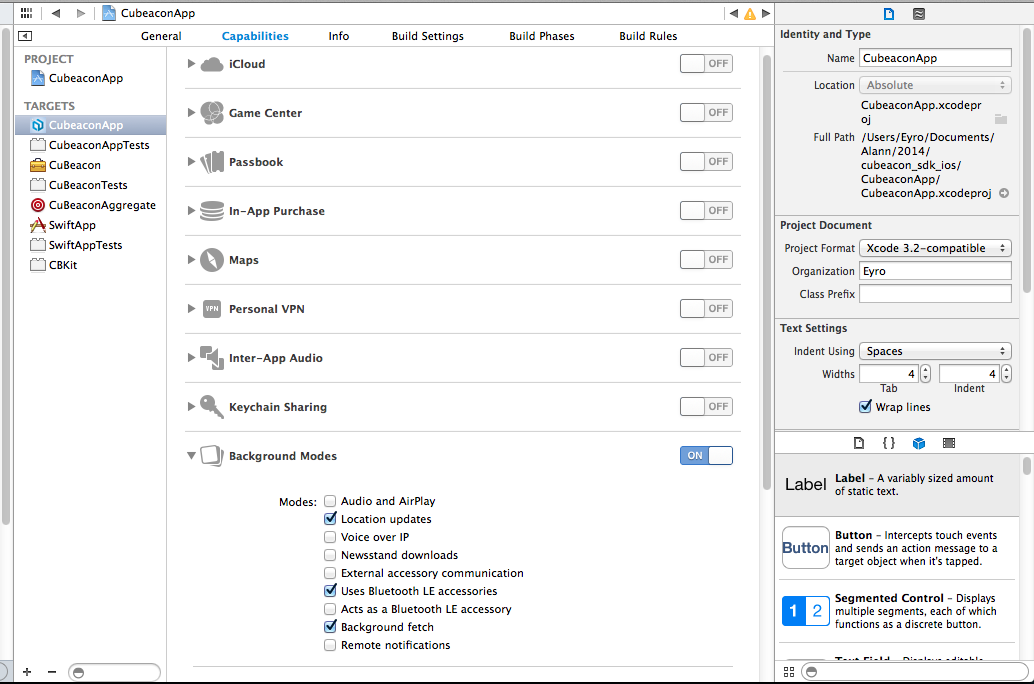 CubeaconApp
General
Capabilities
Info
Build Settings
Build Phases
Build Rules
PROJECT
CubeaconApp
TARGETS
CubeaconApp
CubeaconAppTests
CuBeacon
CuBeaconTests
CuBeaconAggregate
SwiftApp
SwiftAppTests
CBKit
iCloud
OFF
Game Center
OFF
Passbook
OFF
In-App Purchase
OFF
Maps
OFF
VPN
Personal VPN
OFF
Inter-App Audio
OFF
Keychain Sharing
OFF
Background Modes
ON
Modes:
Audio and AirPlay
Location updates
Voice over IP
Newsstand downloads
External accessory communication
Uses Bluetooth LE accessories
Acts as a Bluetooth LE accessory
Background fetch
Remote notifications
Identity and Type
Name CubeaconApp
Location Absolute
CubeaconApp.xcodepr
oj
Full Path /Users/Eyro/Documents/
Alann/2014/
cubeacon_sdk_ios/
CubeaconApp/
CubeaconApp.xcodeproj
Project Document
Project Format Xcode 3.2-compatible
Organization Eyro
Class Prefix
Text Settings
Indent Using Spaces
Widths 4 4
Tab Indent
Wrap lines
{ }
Label
Label – A variably sized amount
of static text.
Button
Button – Intercepts touch events
and sends an action message to a
target object when it's tapped.
1 2
Segmented Control – Displays
multiple segments, each of which
functions as a discrete button.
Text Field – Displays editable